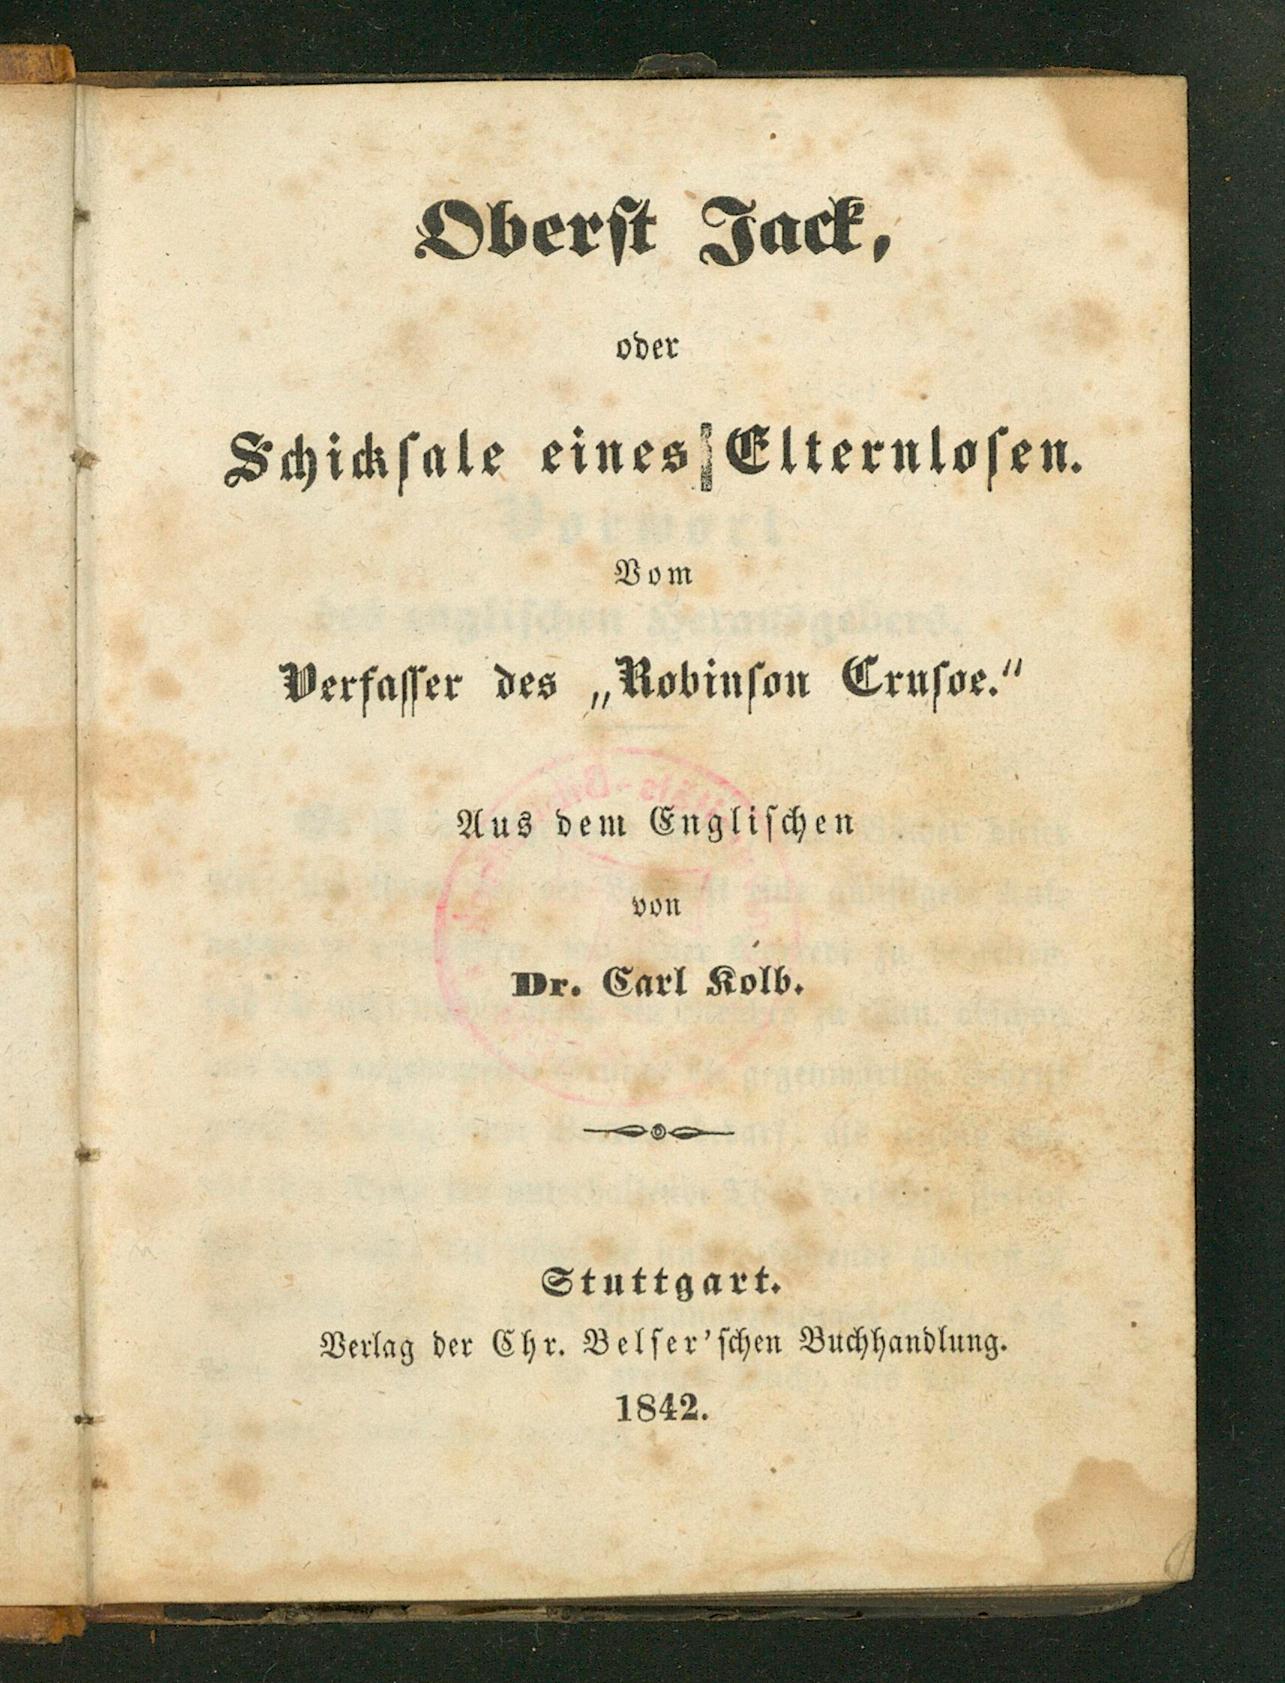 Oberſt Jack,
oder
Schickſale eines Elternloſen.
Vom
Verfaſſer des „Robinſon Cruſoe.“
Aus dem Engliſchen
von
Dr. Carl Kolb.
Stuttgart.
Verlag der Chr. Belſer’ſchen Buchhandlung.
1842.